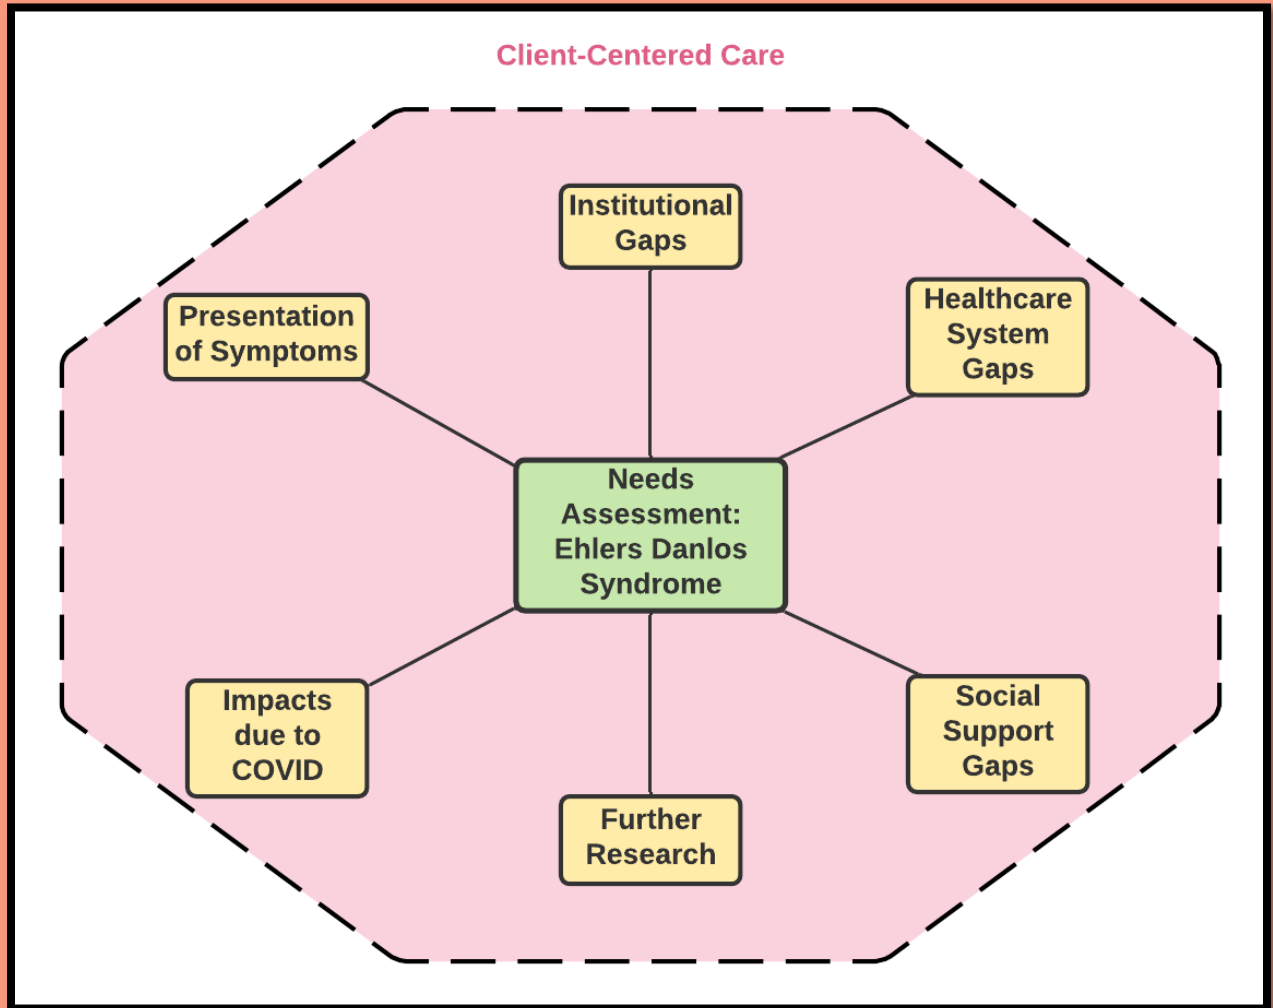 Client-Centered Care
Institutional
Gaps
Healthcare
System
Gaps
Presentation
of Symptoms
Needs
Assessment:
Ehlers Danlos
Syndrome
Impacts
due to
COVID
Social
Support
Gaps
Further
Research